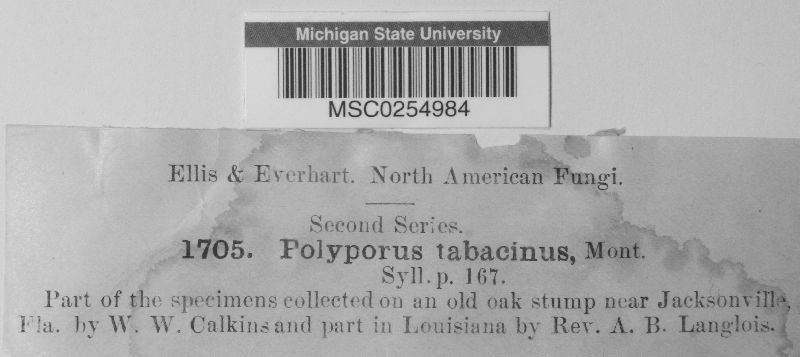 Michigan State University
MSC0254984
Ellis & Everhart. North American Fungi.
Second Series.
1705. Polyporus tabacinus, Mont.
Syll. p. 167.
Part of the specimens collected on an old oak stump near Jacksonville,
Fla. by W. W. Calkins and part in Louisiana by Rev. A. B. Langlois.